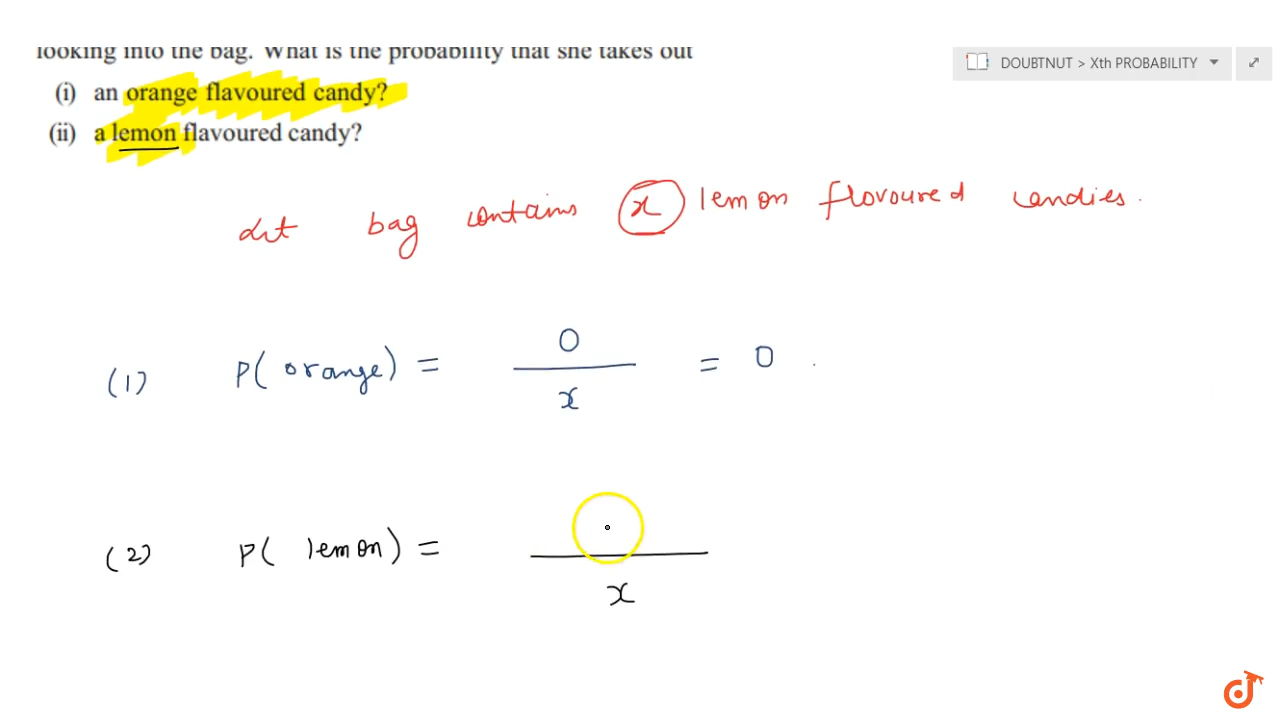 looking into the bag. What is the probability that she takes out
DOUBTNUT > Xth PROBABILITY
(i) an orange flavoured candy?
(ii) a lemon flavoured candy?
Let bag contains x lemon flavoured candies.
(1) P(orange) = 0/x = 0.
(2) P( lemon) = /x